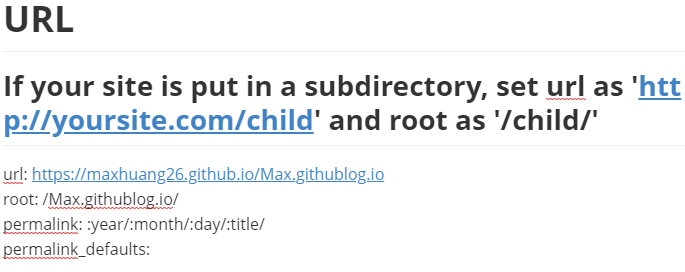 URL
If your site is put in a subdirectory, set url as 'htt
p://yoursite.com/child' and root as '/child/'
url: https://maxhuang26.github.io/Max.githublog.io
root: /Max.githublog.io/
permalink: :year/:month/:day/:title/
permalink_defaults: